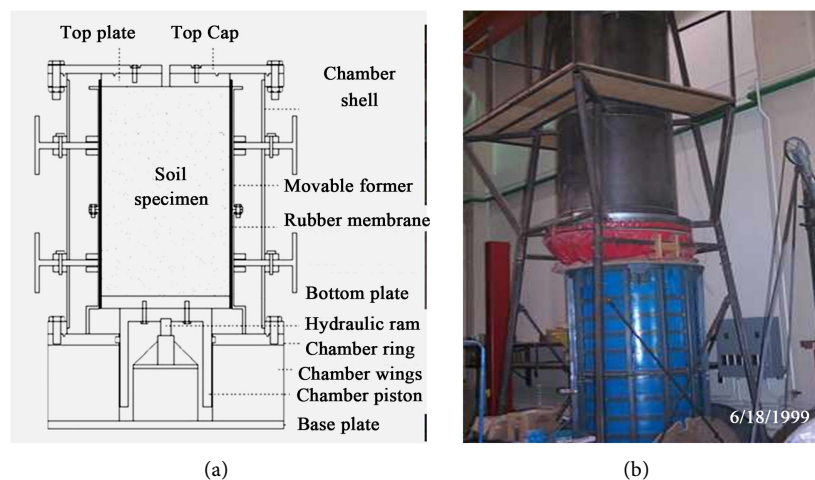 Top plate
Top Cap
Chamber
shell
Soil
specimen
Movable former
Rubber membrane
Bottom plate
Hydraulic ram
Chamber ring
Chamber wings
Chamber piston
Base plate
6/18/1999
(a)
(b)